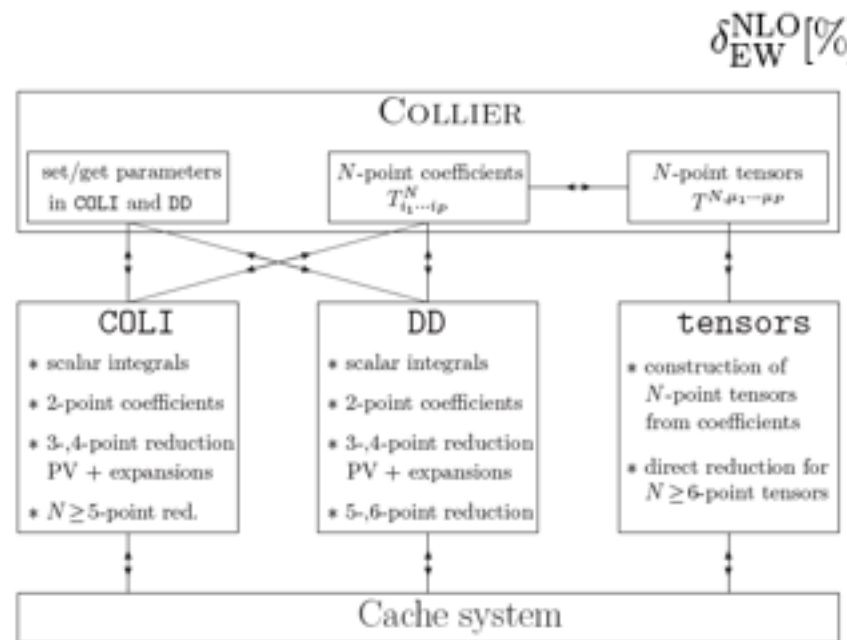 δ^NLO_EW [%
COLLIER
set/get parameters
in COLI and DD
N-point coefficients
T^N_{i₁···i_P}
N-point tensors
T^{N,μ₁···μ_P}
COLI
* scalar integrals
* 2-point coefficients
* 3-,4-point reduction
PV + expansions
* N ≥ 5-point red.
DD
* scalar integrals
* 2-point coefficients
* 3-,4-point reduction
PV + expansions
* 5-,6-point reduction
tensors
* construction of
N-point tensors
from coefficients
* direct reduction for
N ≥ 6-point tensors
Cache system